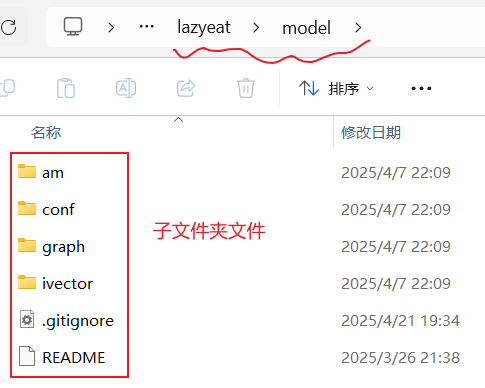 lazyeat > model >
排序
名称 修改日期
am 2025/4/7 22:09
conf 2025/4/7 22:09
graph 2025/4/7 22:09
ivector 2025/4/7 22:09
.gitignore 2025/4/21 19:34
README 2025/3/26 21:38
子文件夹文件